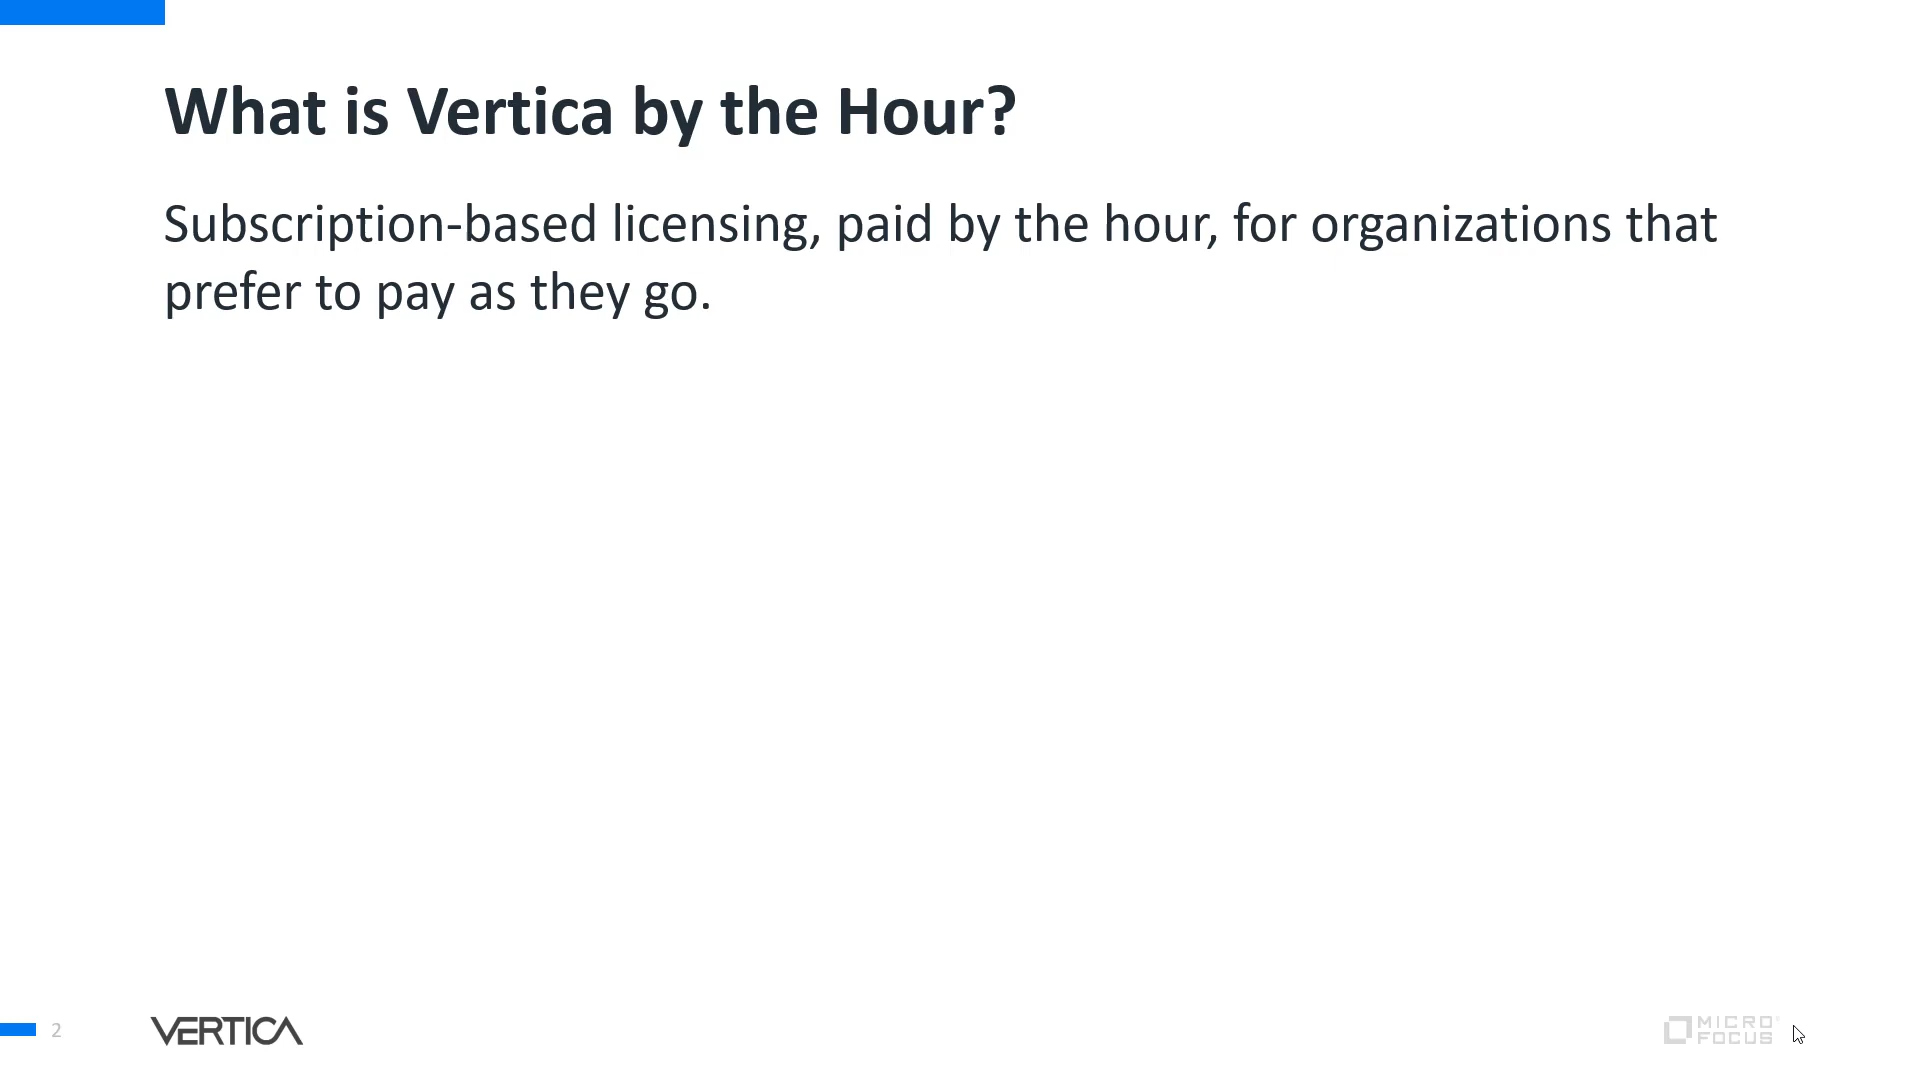 What is Vertica by the Hour?
Subscription-based licensing, paid by the hour, for organizations that
prefer to pay as they go.
2
VERTICA
MICRO
FOCUS